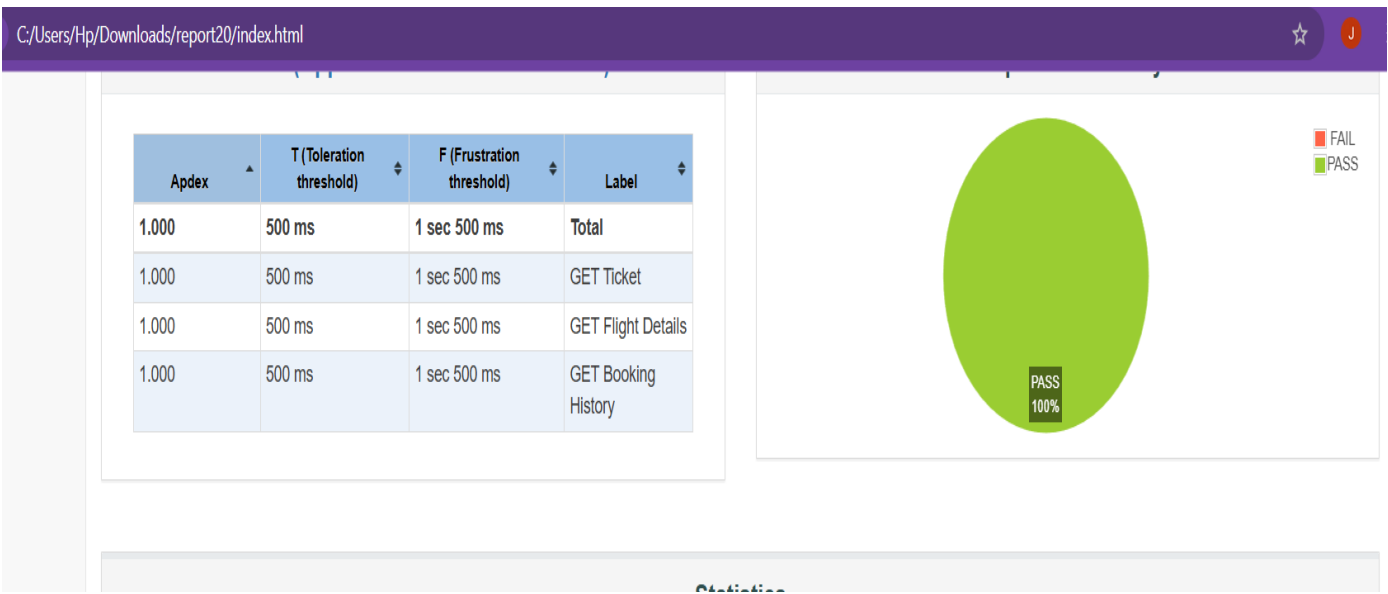 C:/Users/Hp/Downloads/report20/index.html
J
Apdex
T (Toleration
threshold)
F (Frustration
threshold)
Label
1.000 500 ms 1 sec 500 ms Total
1.000 500 ms 1 sec 500 ms GET Ticket
1.000 500 ms 1 sec 500 ms GET Flight Details
1.000 500 ms 1 sec 500 ms GET Booking
History
FAIL
PASS
PASS
100%